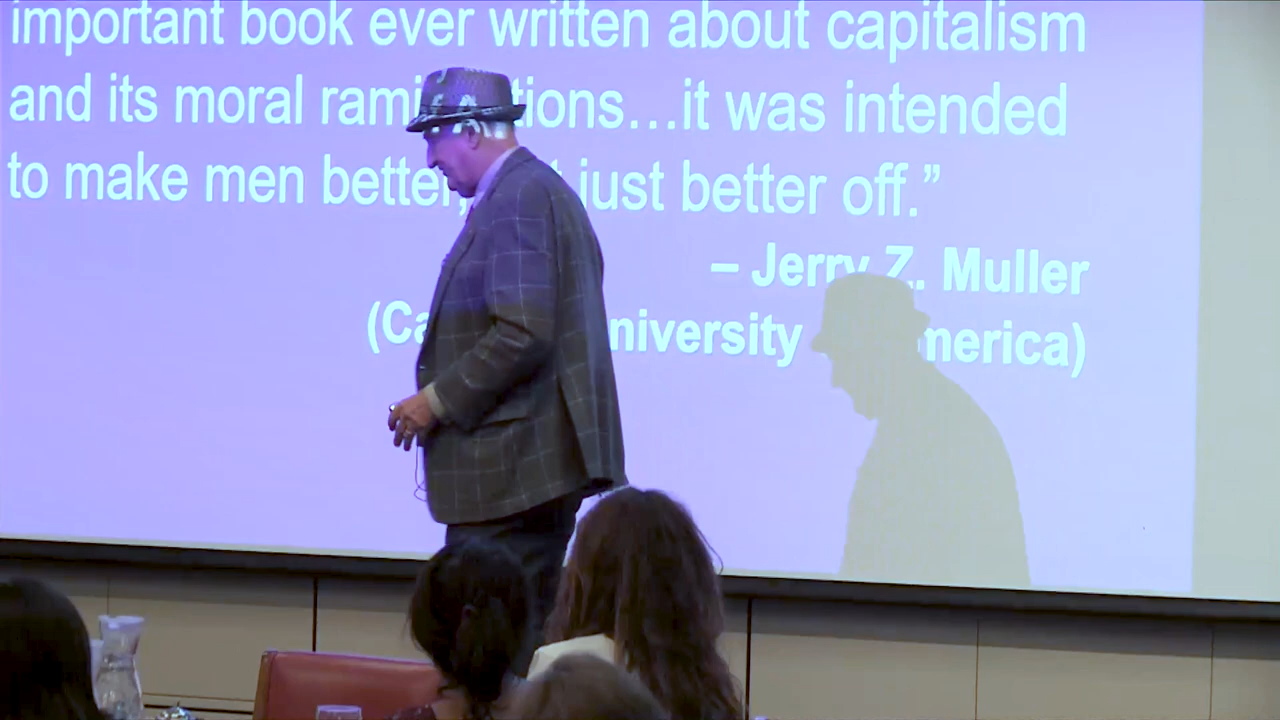 important book ever written about capitalism
and its moral rami tions…it was intended
to make men better, just better off.”
– Jerry Z. Muller
(Ca niversity merica)